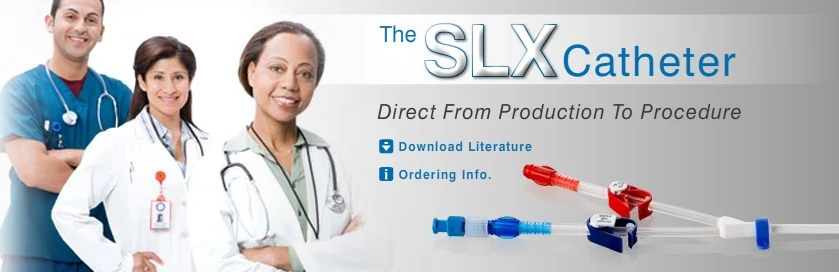 The SLX Catheter
Direct From Production To Procedure
Download Literature
Ordering Info.